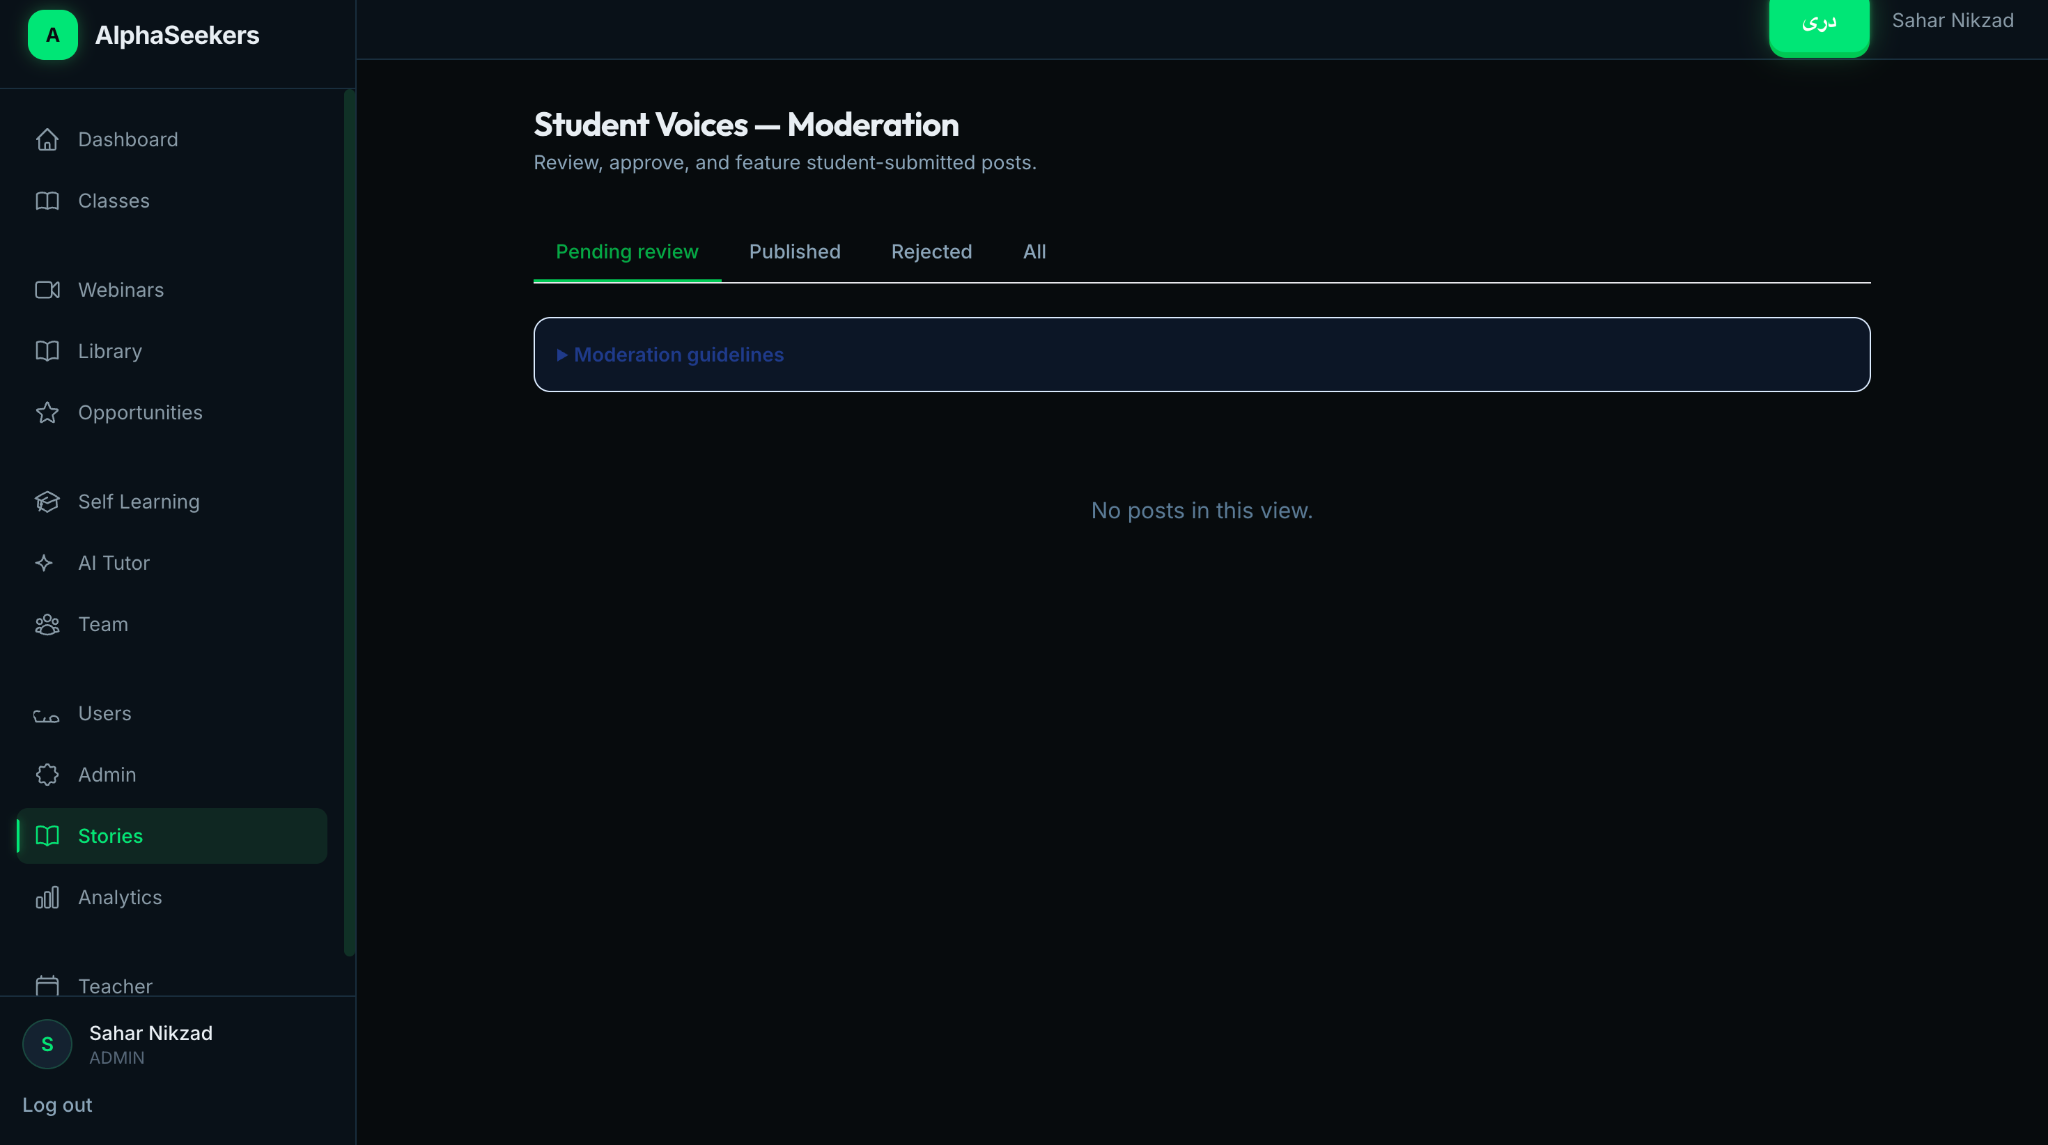 A AlphaSeekers
دری Sahar Nikzad
Dashboard
Classes
Webinars
Library
Opportunities
Self Learning
AI Tutor
Team
Users
Admin
Stories
Analytics
Teacher
S Sahar Nikzad
ADMIN
Log out
Student Voices — Moderation
Review, approve, and feature student-submitted posts.
Pending review Published Rejected All
Moderation guidelines
No posts in this view.